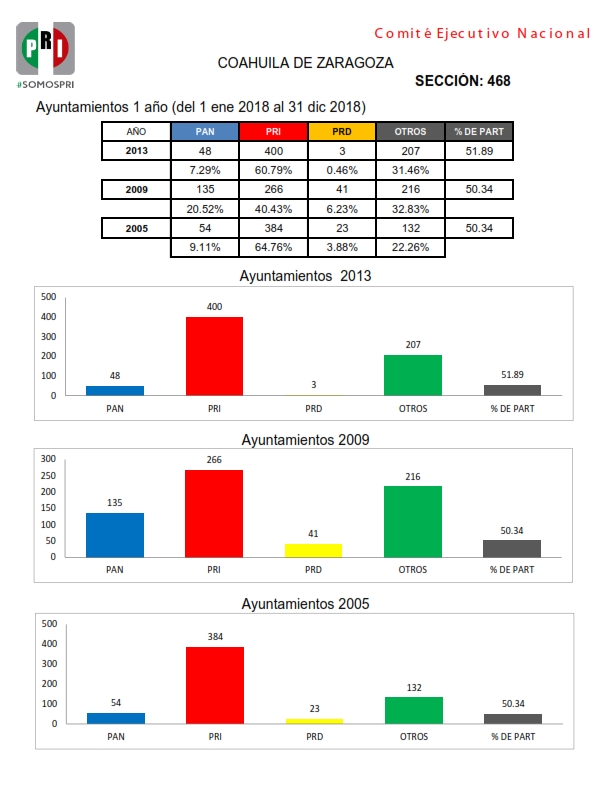 Comité Ejecutivo Nacional
PRI
#SOMOSPRI
COAHUILA DE ZARAGOZA
SECCIÓN: 468
Ayuntamientos 1 año (del 1 ene 2018 al 31 dic 2018)
AÑO PAN PRI PRD OTROS % DE PART
2013 48 400 3 207 51.89
7.29% 60.79% 0.46% 31.46%
2009 135 266 41 216 50.34
20.52% 40.43% 6.23% 32.83%
2005 54 384 23 132 50.34
9.11% 64.76% 3.88% 22.26%
Ayuntamientos 2013
500
400
300
200
100
0
48 400 3 207 51.89
PAN PRI PRD OTROS % DE PART
Ayuntamientos 2009
300
250
200
150
100
50
0
135 266 41 216 50.34
PAN PRI PRD OTROS % DE PART
Ayuntamientos 2005
500
400
300
200
100
0
54 384 23 132 50.34
PAN PRI PRD OTROS % DE PART